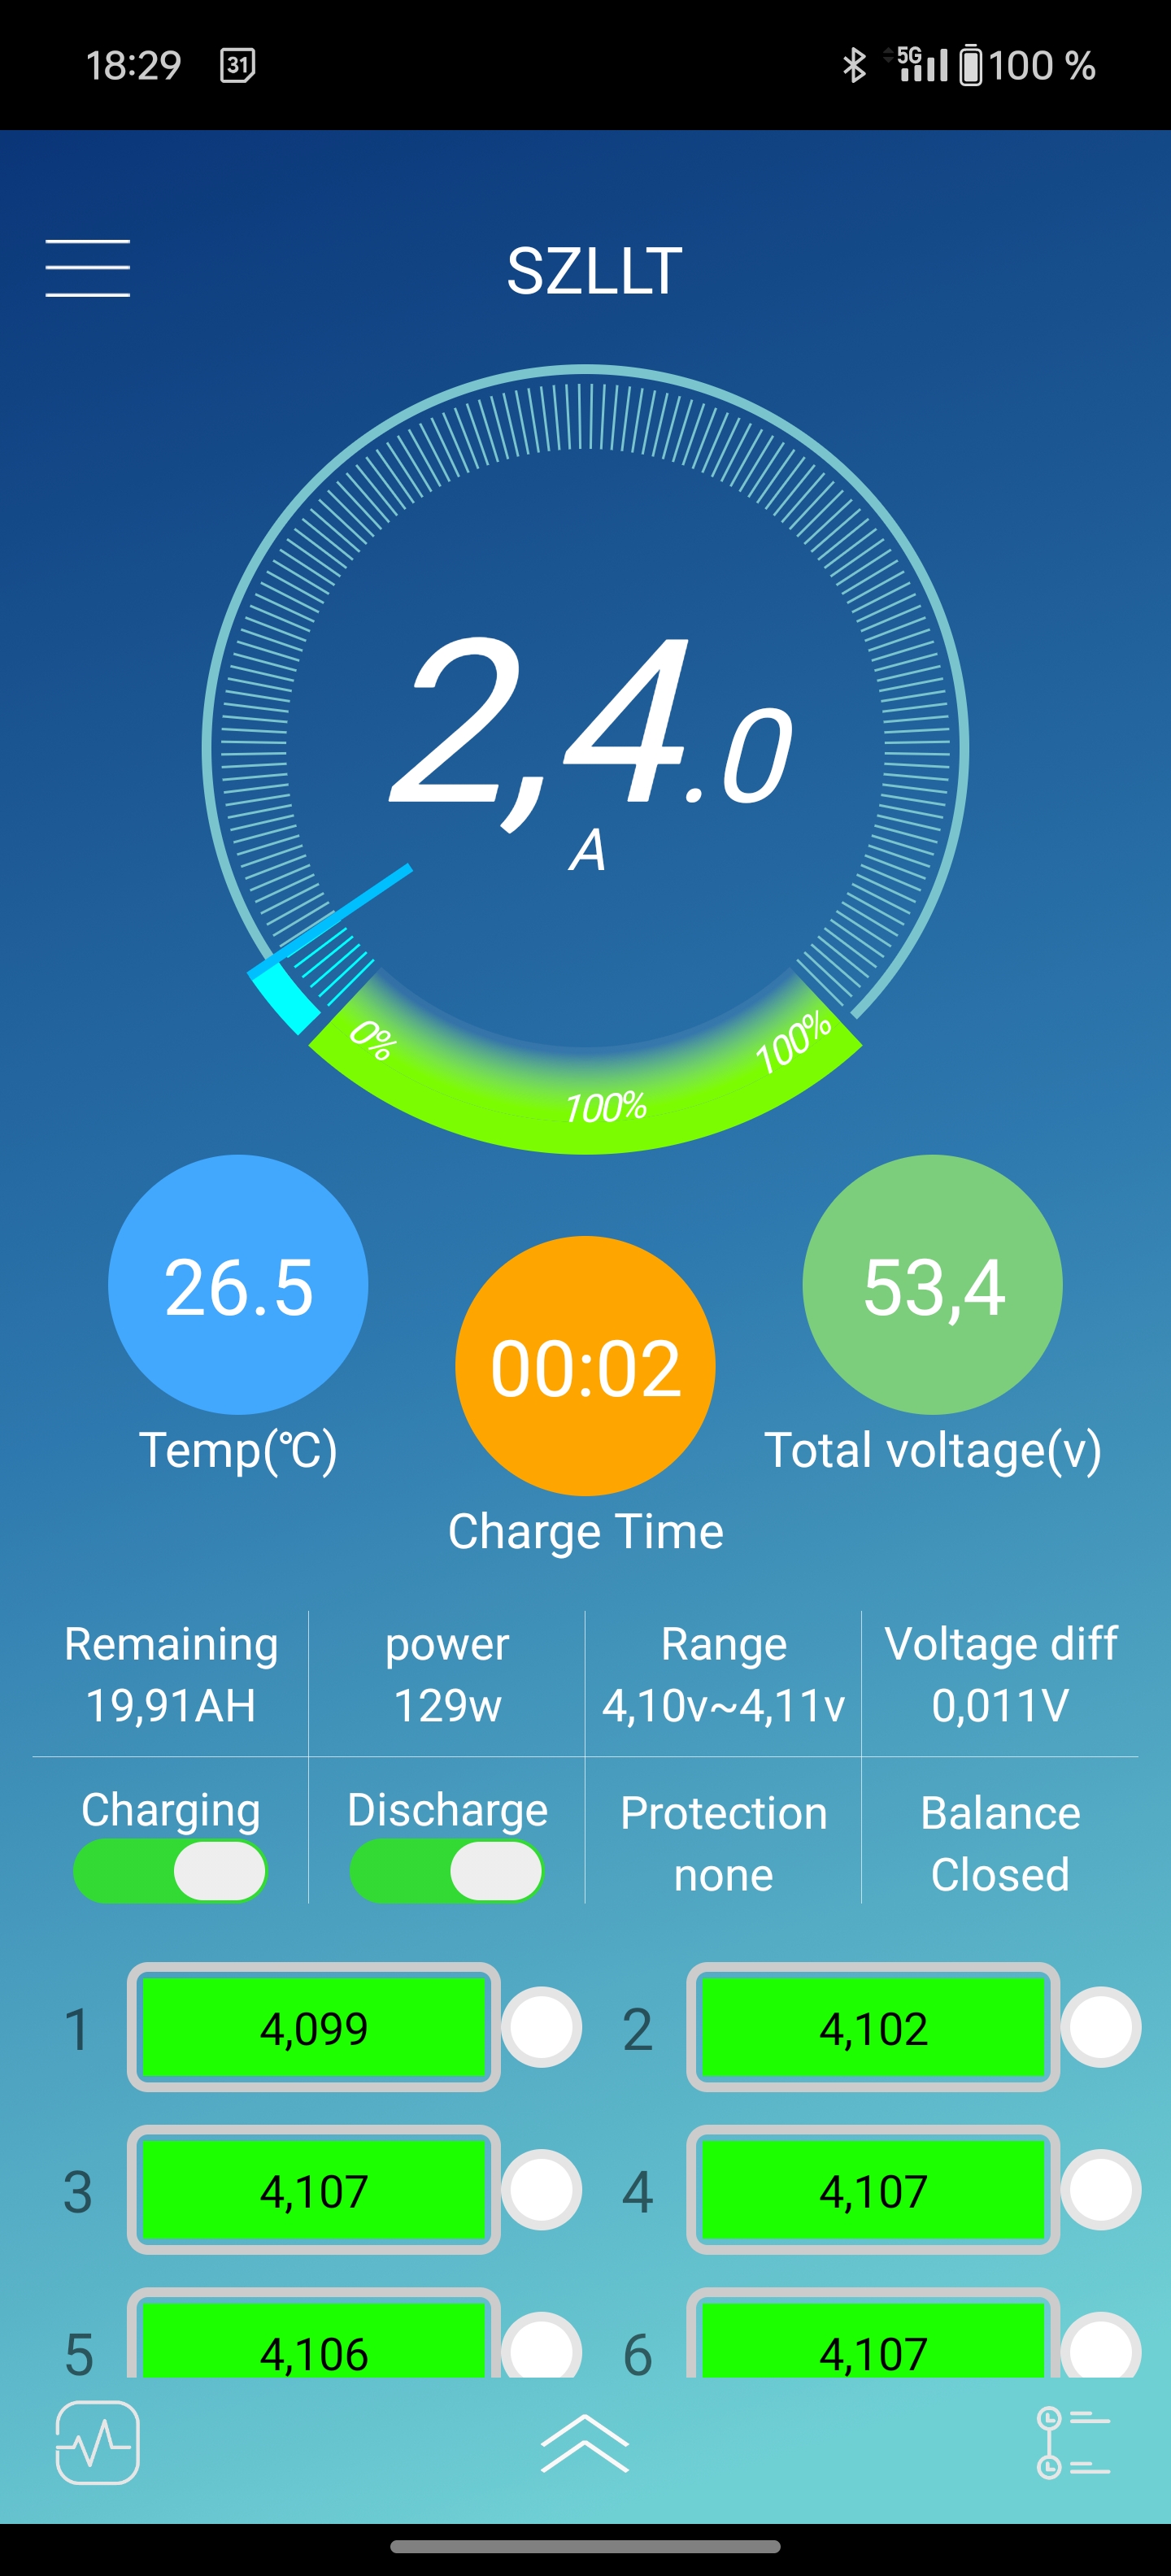 18:29 31 5G 100 %
SZLLT
2,4.0
A
0% 100% 100%
26.5 00:02 53,4
Temp(℃) Charge Time Total voltage(v)
Remaining power Range Voltage diff
19,91AH 129w 4,10v~4,11v 0,011V
Charging Discharge Protection Balance
none Closed
1 4,099 2 4,102
3 4,107 4 4,107
5 4,106 6 4,107